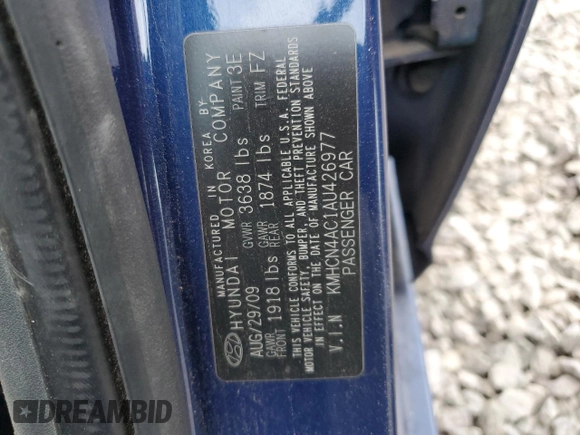 MANUFACTURED IN KOREA BY
HYUNDAI MOTOR COMPANY
AUG/29/09 GVWR 3638 lbs PAINT 3E
GAWR FRONT 1918 lbs GAWR REAR 1874 lbs TRIM FZ
THIS VEHICLE CONFORMS TO ALL APPLICABLE U.S.A. FEDERAL
MOTOR VEHICLE SAFETY, BUMPER, AND THEFT PREVENTION STANDARDS
IN EFFECT ON THE DATE OF MANUFACTURE SHOWN ABOVE
V.I.N KMHCN4AC1AU426977
PASSENGER CAR
DREAMBID